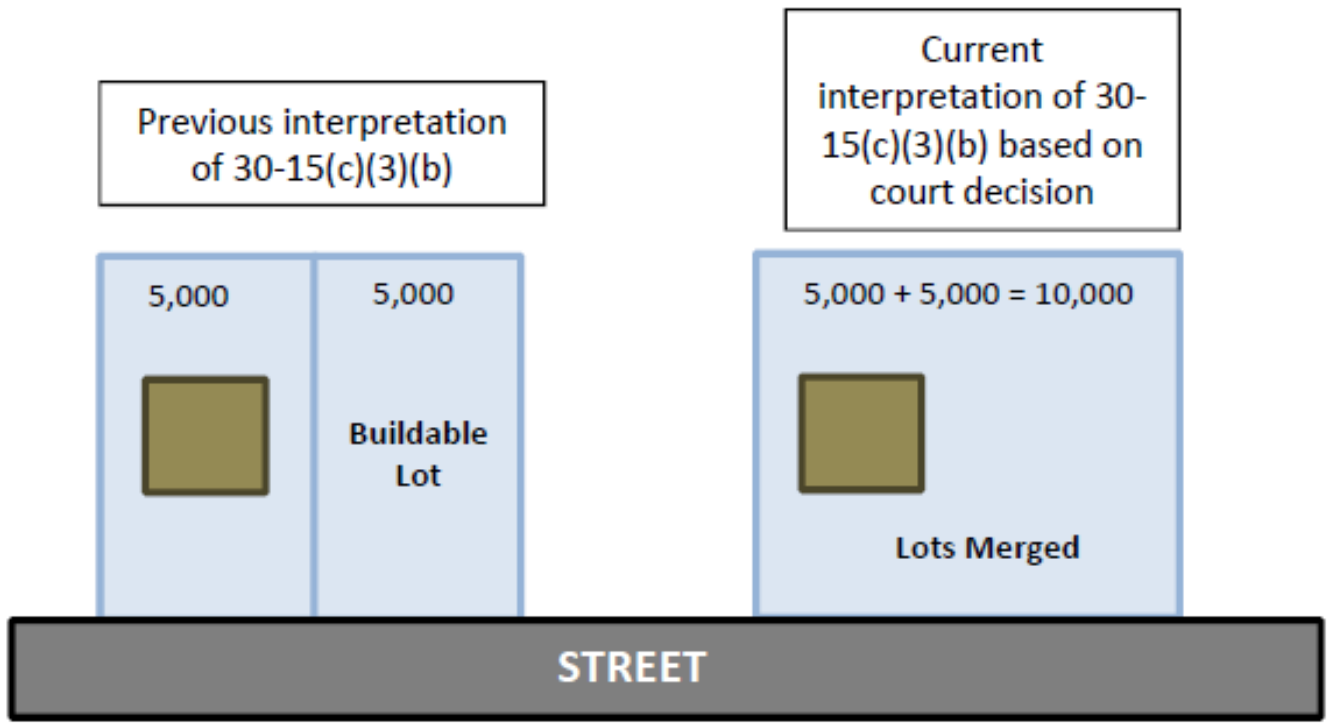 Previous interpretation
of 30-15(c)(3)(b)
Current
interpretation of 30-
15(c)(3)(b) based on
court decision
5,000
5,000
Buildable
Lot
5,000 + 5,000 = 10,000
Lots Merged
STREET